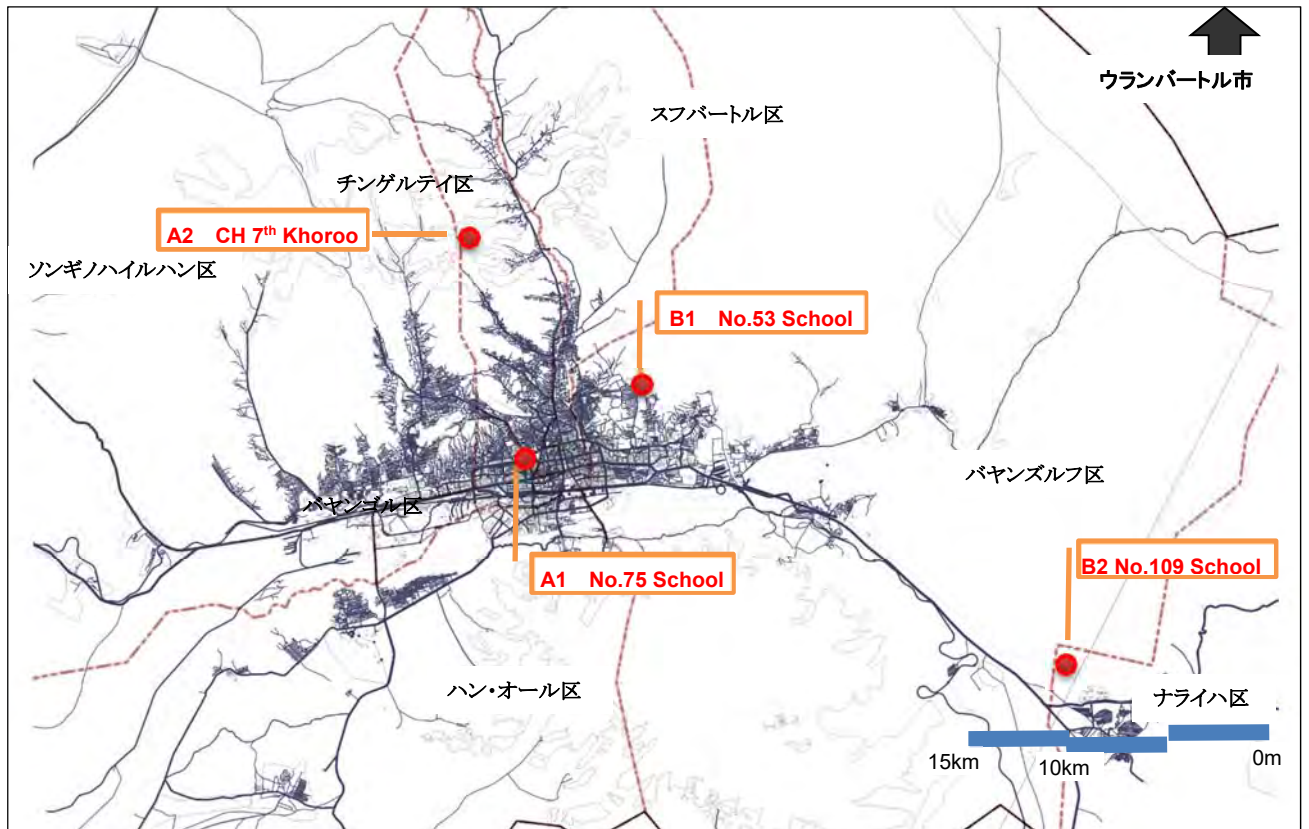 ウランバートル市
スフバートル区
チンゲルテイ区
A2 CH 7th Khoroo
ソンギノハイルハン区
B1 No.53 School
バヤンズルフ区
バヤンゴル区
A1 No.75 School
B2 No.109 School
ハン・オール区
ナライハ区
15km 10km 0m